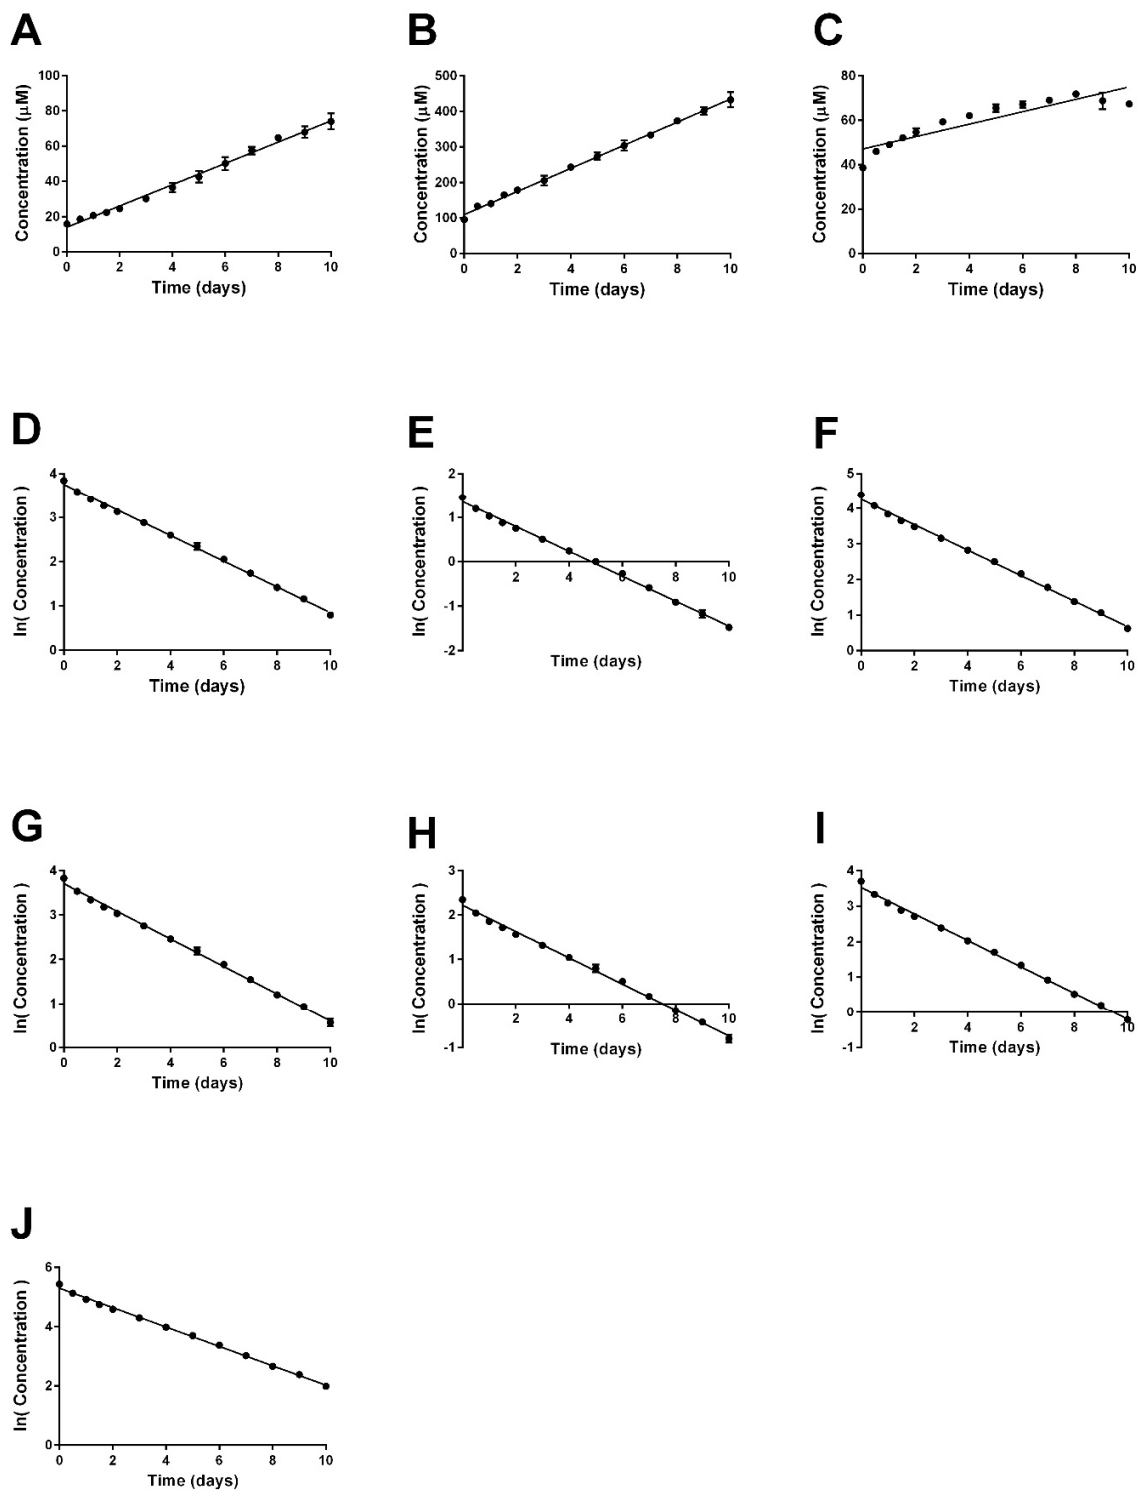 A
B
C
Concentration (μM)
100
80
60
40
20
0
0 2 4 6 8 10
Time (days)
Concentration (μM)
500
400
300
200
100
0
0 2 4 6 8 10
Time (days)
Concentration (μM)
80
60
40
20
0
0 2 4 6 8 10
Time (days)
D
E
F
ln( Concentration )
4
3
2
1
0
0 2 4 6 8 10
Time (days)
ln( Concentration )
2
1
0
-1
-2
2 4 6 8 10
Time (days)
ln( Concentration )
5
4
3
2
1
0
0 2 4 6 8 10
Time (days)
G
H
I
ln( Concentration )
4
3
2
1
0
0 2 4 6 8 10
Time (days)
ln( Concentration )
3
2
1
0
-1
2 4 6 8 10
Time (days)
ln( Concentration )
4
3
2
1
0
-1
2 4 6 8 10
Time (days)
J
ln( Concentration )
6
4
2
0
0 2 4 6 8 10
Time (days)